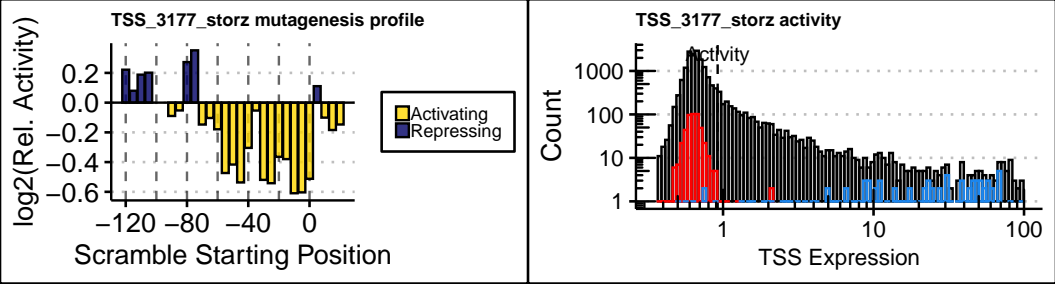 TSS_3177_storz mutagenesis profile
log2(Rel. Activity)
0.2
0.0
−0.2
−0.4
−0.6
−120 −80 −40 0
Scramble Starting Position
Activating
Repressing
TSS_3177_storz activity
Activity
Count
1000
100
10
1
1 10 100
TSS Expression